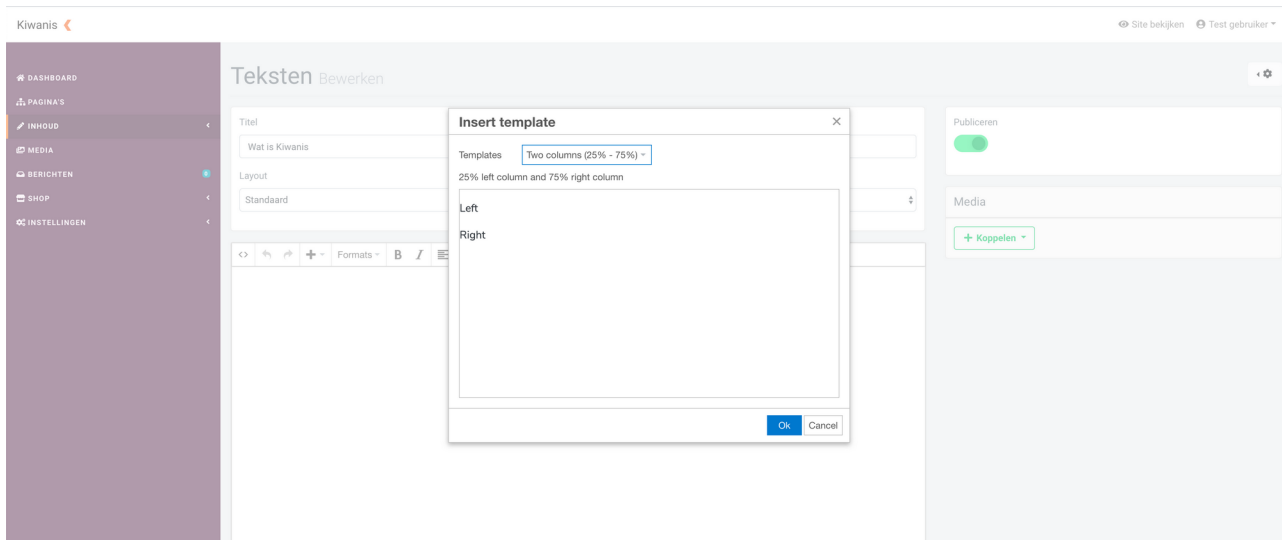 Kiwanis
Site bekijken
Test gebruiker
DASHBOARD
PAGINA'S
INHOUD
MEDIA
BERICHTEN
SHOP
INSTELLINGEN
Teksten Bewerken
Titel
Wat is Kiwanis
Layout
Standaard
Formats
B I
Insert template
Templates
Two columns (25% - 75%)
25% left column and 75% right column
Left
Right
Ok
Cancel
Publiceren
Media
+ Koppelen